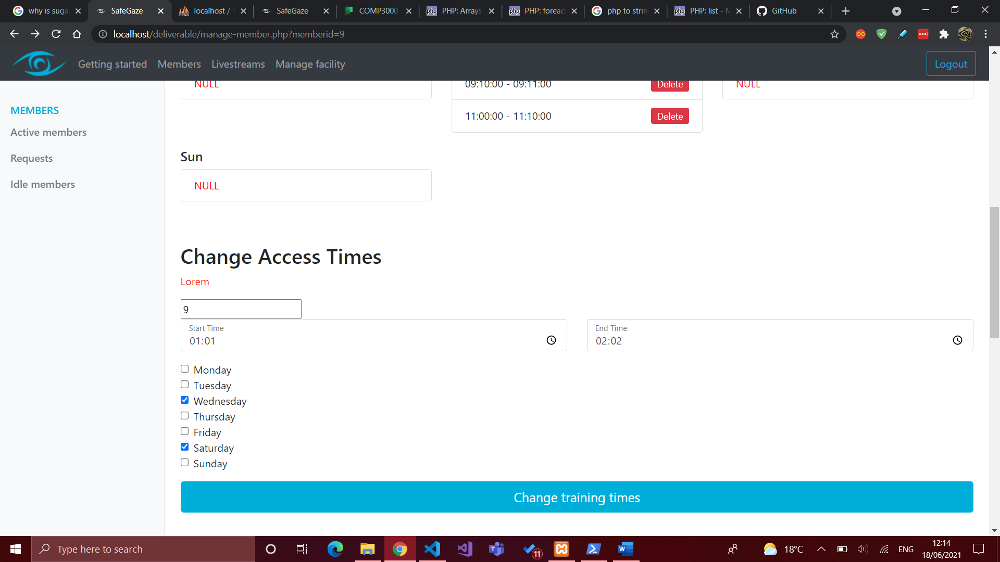 why is sugar
SafeGaze
localhost / 1
SafeGaze
COMP3000
PHP: Arrays
PHP: foreac
php to strin
PHP: list - M
GitHub
localhost/deliverable/manage-member.php?memberid=9
Getting started
Members
Livestreams
Manage facility
Logout
MEMBERS
Active members
Requests
Idle members
NULL
09:10:00 - 09:11:00
Delete
NULL
11:00:00 - 11:10:00
Delete
Sun
NULL
Change Access Times
Lorem
9
Start Time
01:01
End Time
02:02
Monday
Tuesday
Wednesday
Thursday
Friday
Saturday
Sunday
Change training times
Type here to search
11
18°C
ENG
12:14
18/06/2021